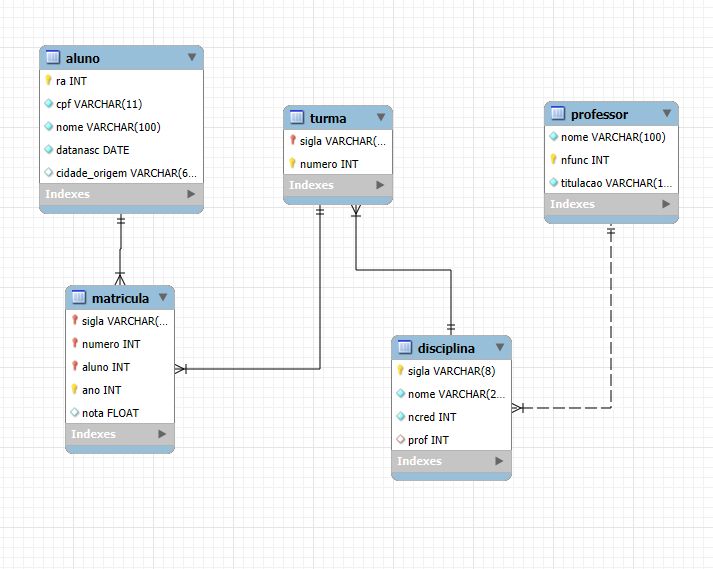 aluno
ra INT
cpf VARCHAR(11)
nome VARCHAR(100)
datanasc DATE
cidade_origem VARCHAR(6...
Indexes
turma
sigla VARCHAR(...
numero INT
Indexes
professor
nome VARCHAR(100)
nfunc INT
titulacao VARCHAR(1...
Indexes
matricula
sigla VARCHAR(...
numero INT
aluno INT
ano INT
nota FLOAT
Indexes
disciplina
sigla VARCHAR(8)
nome VARCHAR(2...
ncred INT
prof INT
Indexes